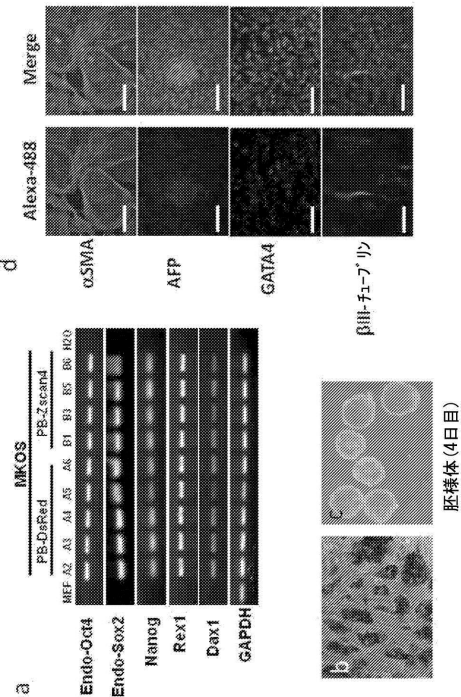 a
MKOS
PB-DsRed PB-Zscan4
MEF A2 A3 A4 A5 A6 B1 B3 B5 B6 H2O
Endo-Oct4
Endo-Sox2
Nanog
Rex1
Dax1
GAPDH
b
c
胚様体(4日目)
d
Alexa-488 Merge
αSMA
AFP
GATA4
βIII-チューブリン